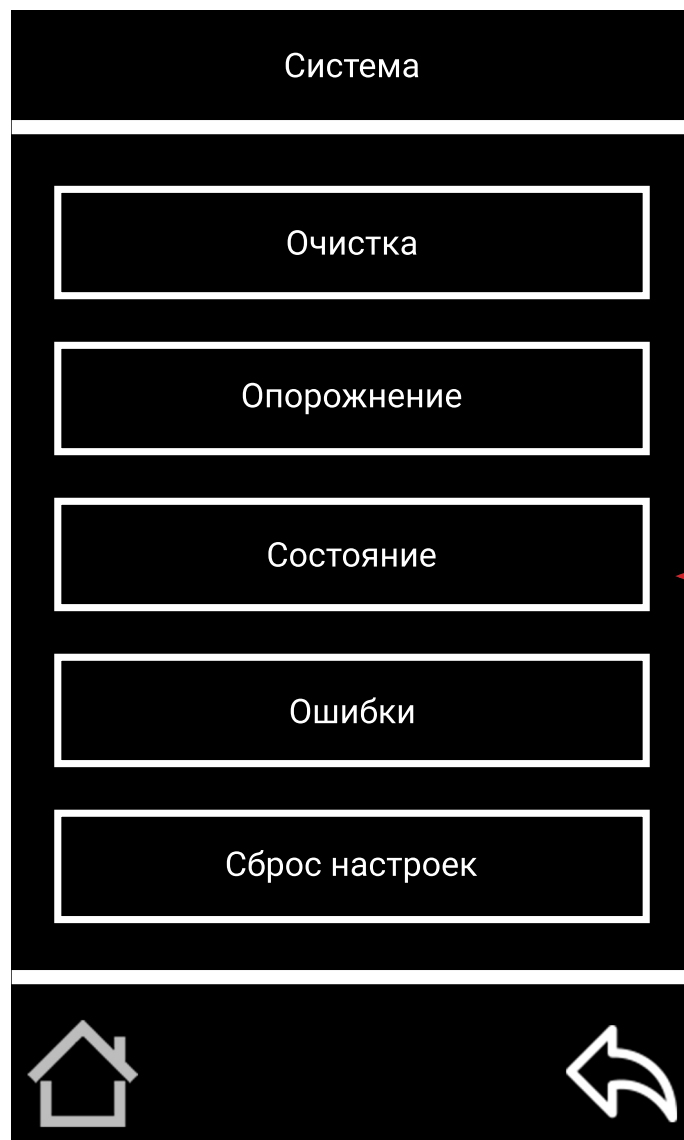 Система
Очистка
Опорожнение
Состояние
Ошибки
Сброс настроек